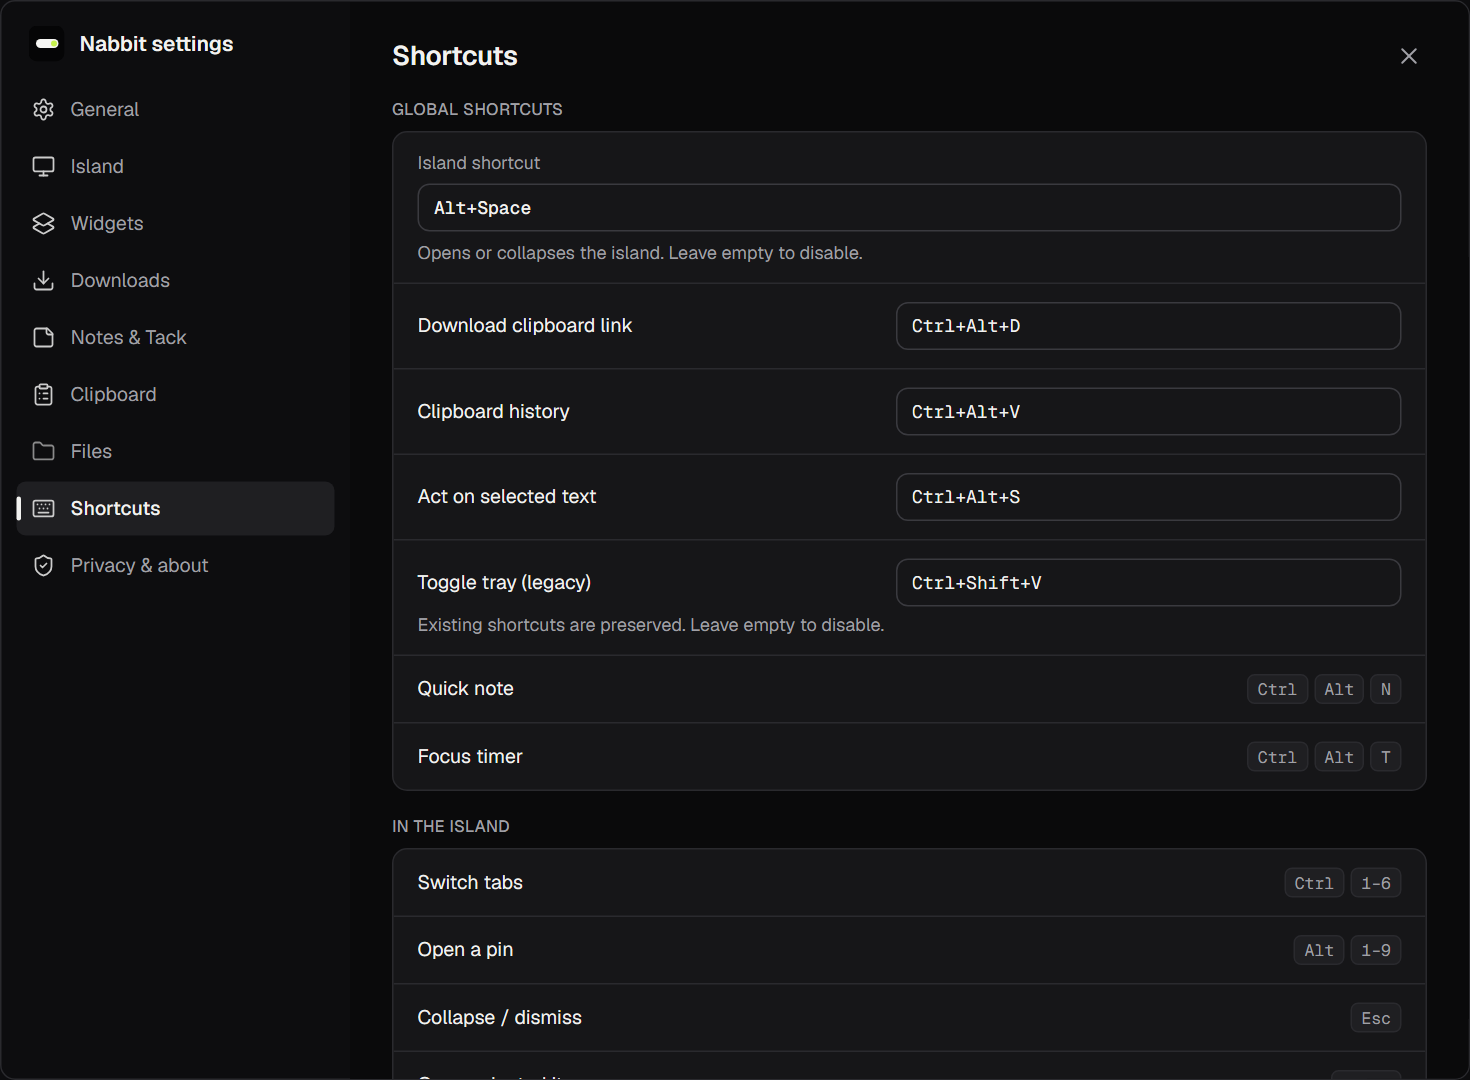 Nabbit settings
General
Island
Widgets
Downloads
Notes & Tack
Clipboard
Files
Shortcuts
Privacy & about
Shortcuts
GLOBAL SHORTCUTS
Island shortcut
Alt+Space
Opens or collapses the island. Leave empty to disable.
Download clipboard link
Ctrl+Alt+D
Clipboard history
Ctrl+Alt+V
Act on selected text
Ctrl+Alt+S
Toggle tray (legacy)
Ctrl+Shift+V
Existing shortcuts are preserved. Leave empty to disable.
Quick note
Ctrl Alt N
Focus timer
Ctrl Alt T
IN THE ISLAND
Switch tabs
Ctrl 1-6
Open a pin
Alt 1-9
Collapse / dismiss
Esc